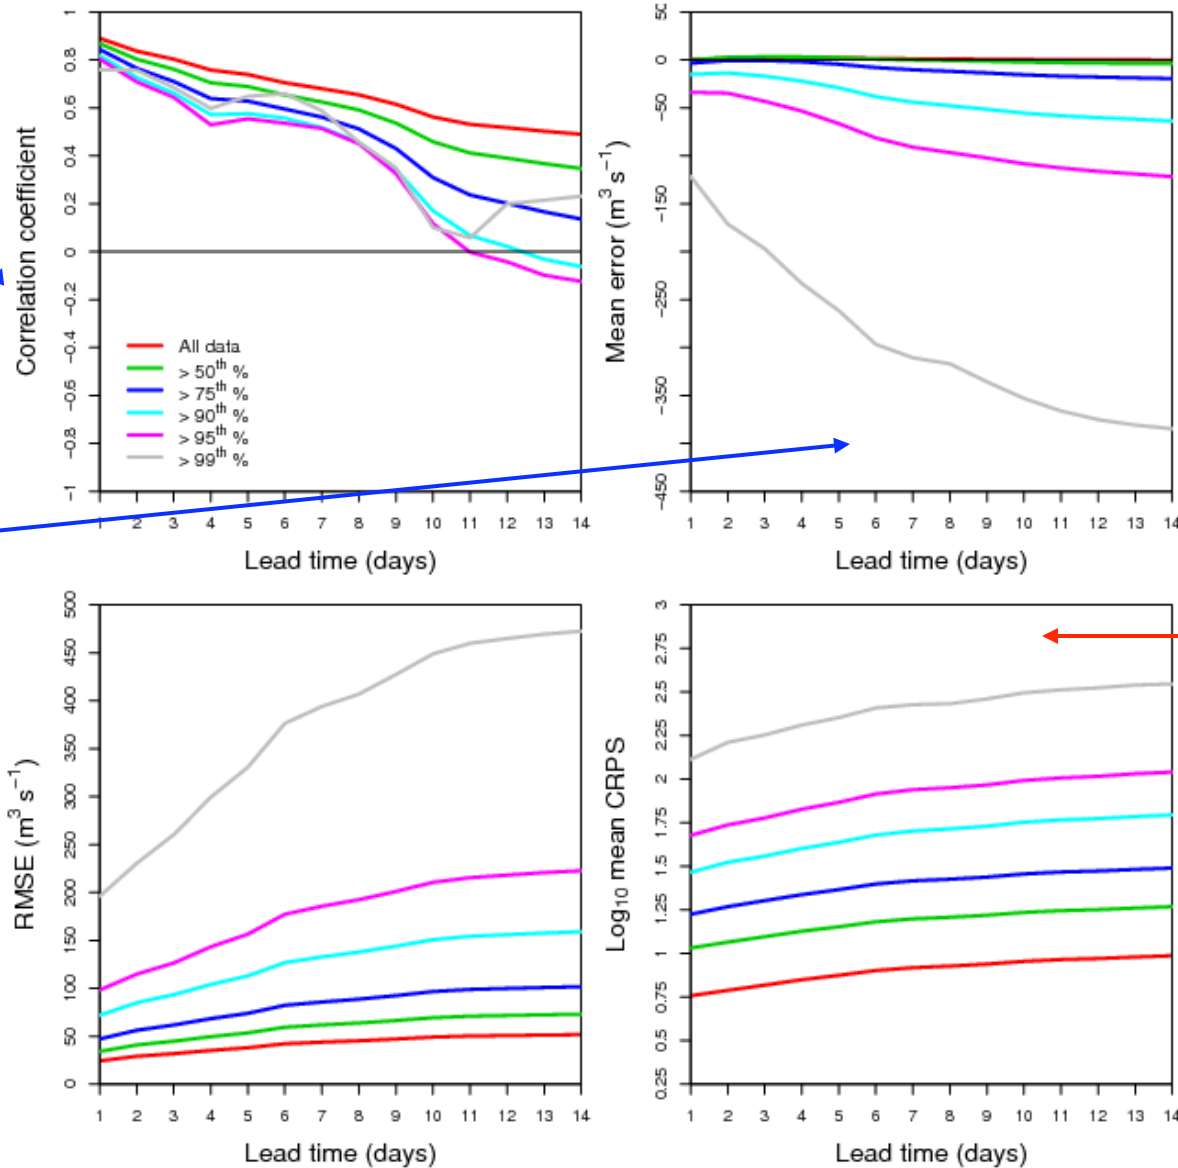 Correlation coefficient
1
0.8
0.6
0.4
0.2
0
−0.2
−0.4
−0.6
−0.8
−1
All data
> 50th %
> 75th %
> 90th %
> 95th %
> 99th %
1 2 3 4 5 6 7 8 9 10 11 12 13 14
Lead time (days)
Mean error (m3 s−1)
50
0
−50
−150
−250
−350
−450
1 2 3 4 5 6 7 8 9 10 11 12 13 14
Lead time (days)
RMSE (m3 s−1)
500
450
400
350
300
250
200
150
100
50
0
1 2 3 4 5 6 7 8 9 10 11 12 13 14
Lead time (days)
Log10 mean CRPS
3
2.75
2.5
2.25
2
1.75
1.5
1.25
1
0.75
0.5
0.25
1 2 3 4 5 6 7 8 9 10 11 12 13 14
Lead time (days)